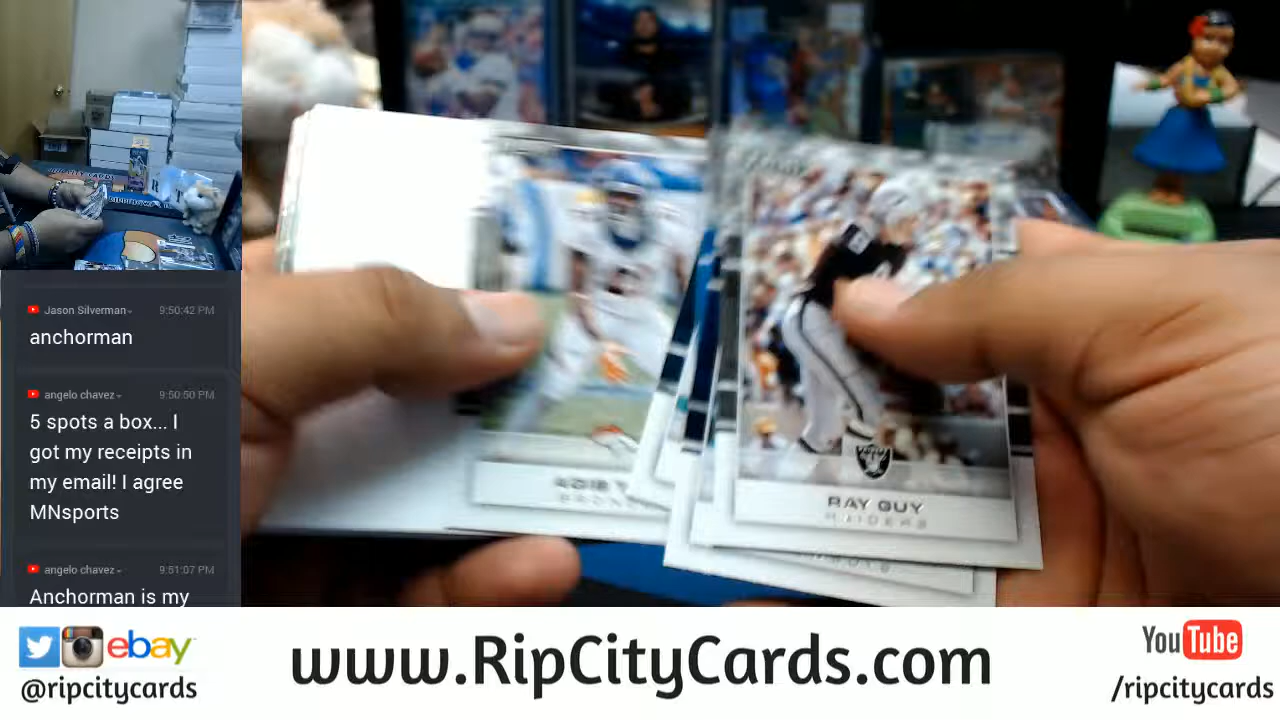 Jason Silverman 9:50:42 PM
anchorman
angelo chavez 9:50:50 PM
5 spots a box... I
got my receipts in
my email! I agree
MNsports
angelo chavez 9:51:07 PM
Anchorman is my
RAY GUY
RAIDERS
ebay
@ripcitycards
www.RipCityCards.com
YouTube
/ripcitycards